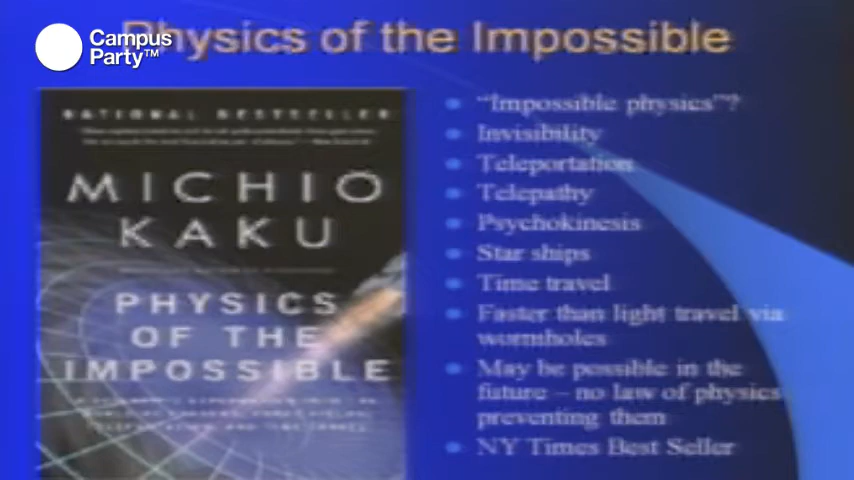 Physics of the Impossible
Campus
Party™
NATIONAL BESTSELLER
MICHIO
KAKU
PHYSICS
OF THE
IMPOSSIBLE
“Impossible physics”?
Invisibility
Teleportation
Telepathy
Psychokinesis
Star ships
Time travel
Faster than light travel via
wormholes
May be possible in the
future – no law of physics
preventing them
NY Times Best Seller